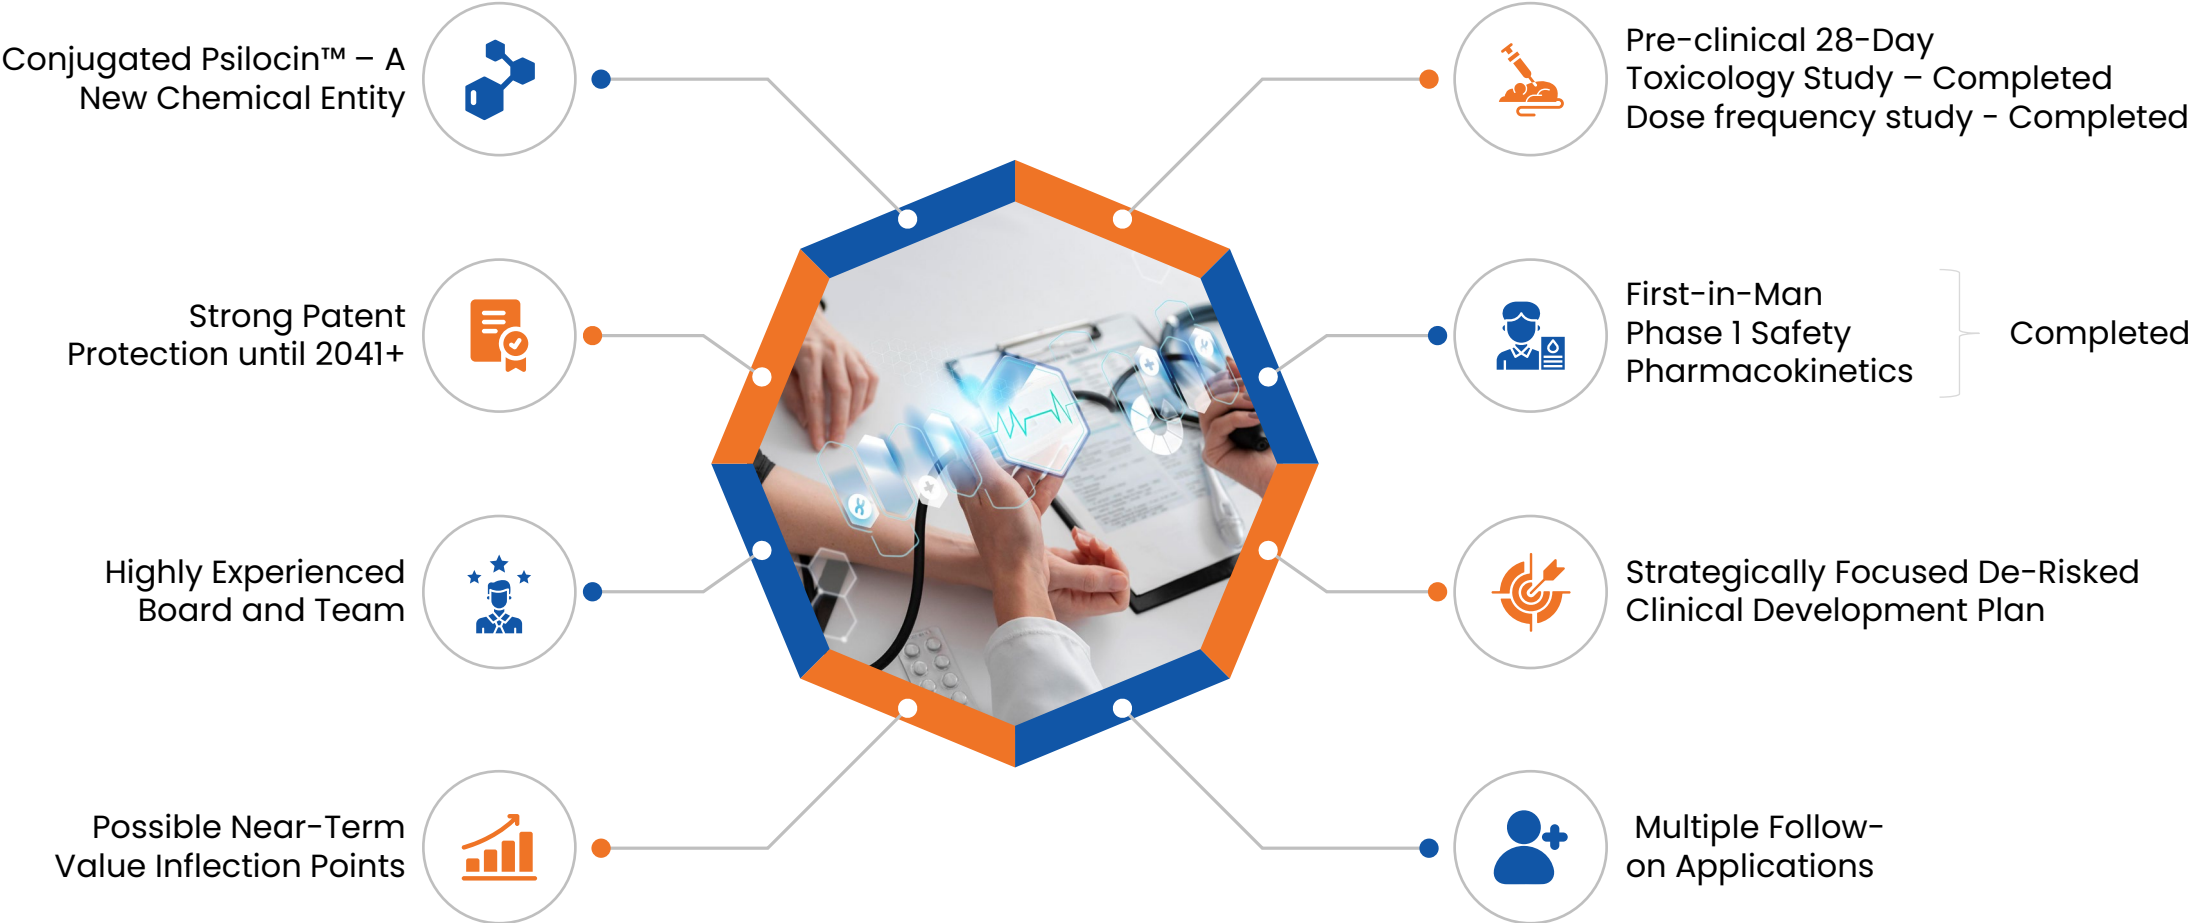 Conjugated Psilocin™ – A
New Chemical Entity
Strong Patent
Protection until 2041+
Highly Experienced
Board and Team
Possible Near-Term
Value Inflection Points
Pre-clinical 28-Day
Toxicology Study – Completed
Dose frequency study - Completed
First-in-Man
Phase 1 Safety
Pharmacokinetics
Completed
Strategically Focused De-Risked
Clinical Development Plan
Multiple Follow-
on Applications